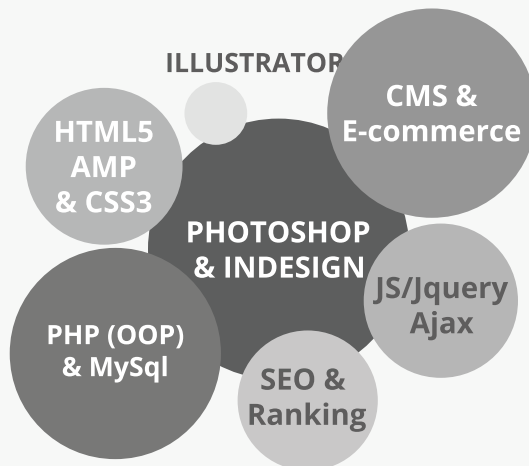 ILLUSTRATOR
CMS &
E-commerce
HTML5
AMP
& CSS3
PHOTOSHOP
& INDESIGN
JS/Jquery
Ajax
PHP (OOP)
& MySql
SEO &
Ranking